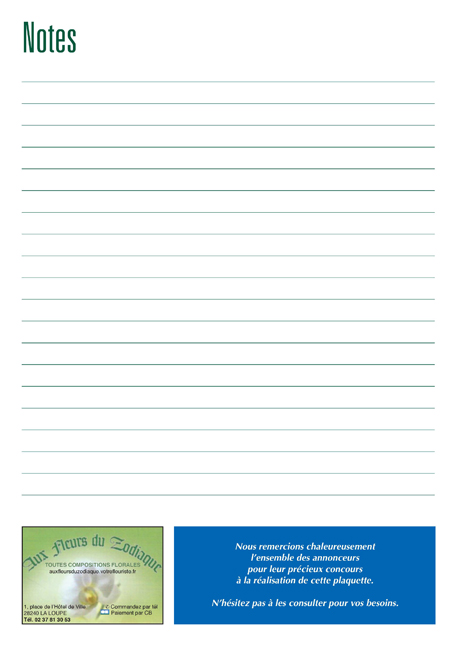 Notes
Aux Fleurs du Zodiaque
TOUTES COMPOSITIONS FLORALES
auxfleursduzodiaque.votrefleuriste.fr
1, place de l'Hôtel de Ville
28240 LA LOUPE
Tél. 02 37 81 30 53
Commandez par tél
Paiement par CB
Nous remercions chaleureusement
l'ensemble des annonceurs
pour leur précieux concours
à la réalisation de cette plaquette.
N'hésitez pas à les consulter pour vos besoins.